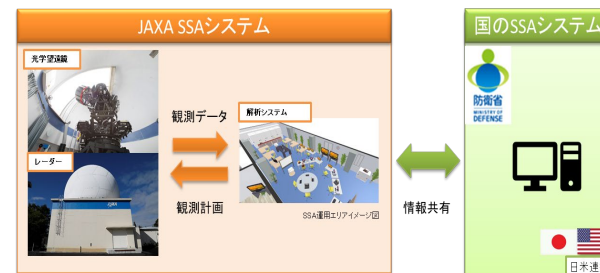 JAXA SSAシステム
光学望遠鏡
レーダー
JAXA
観測データ
観測計画
解析システム
SSA運用エリアイメージ図
情報共有
国のSSAシステム
防衛省
MINISTRY OF
DEFENSE
日米連